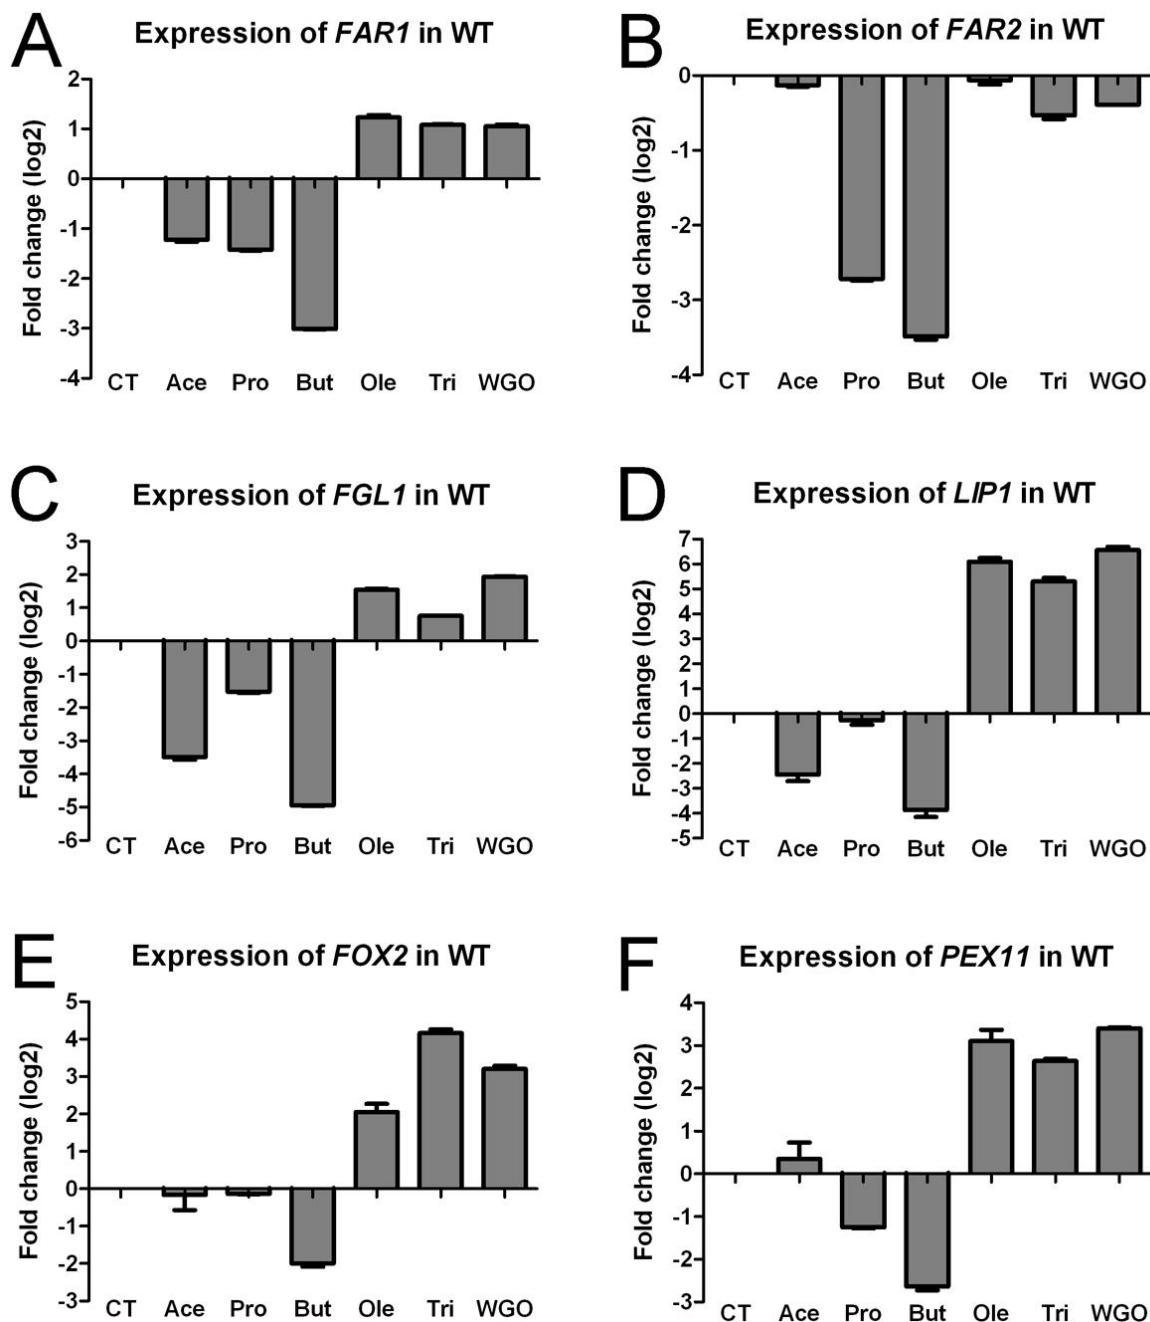 A
Expression of FAR1 in WT
Fold change (log2)
2
1
0
-1
-2
-3
-4
CT Ace Pro But Ole Tri WGO
B
Expression of FAR2 in WT
Fold change (log2)
0
-1
-2
-3
-4
CT Ace Pro But Ole Tri WGO
C
Expression of FGL1 in WT
Fold change (log2)
3
2
1
0
-1
-2
-3
-4
-5
-6
CT Ace Pro But Ole Tri WGO
D
Expression of LIP1 in WT
Fold change (log2)
7
6
5
3
2
1
0
-1
-2
-3
-4
-5
CT Ace Pro But Ole Tri WGO
E
Expression of FOX2 in WT
Fold change (log2)
5
4
3
2
1
0
-1
-2
-3
CT Ace Pro But Ole Tri WGO
F
Expression of PEX11 in WT
Fold change (log2)
4
3
2
1
0
-1
-2
-3
CT Ace Pro But Ole Tri WGO